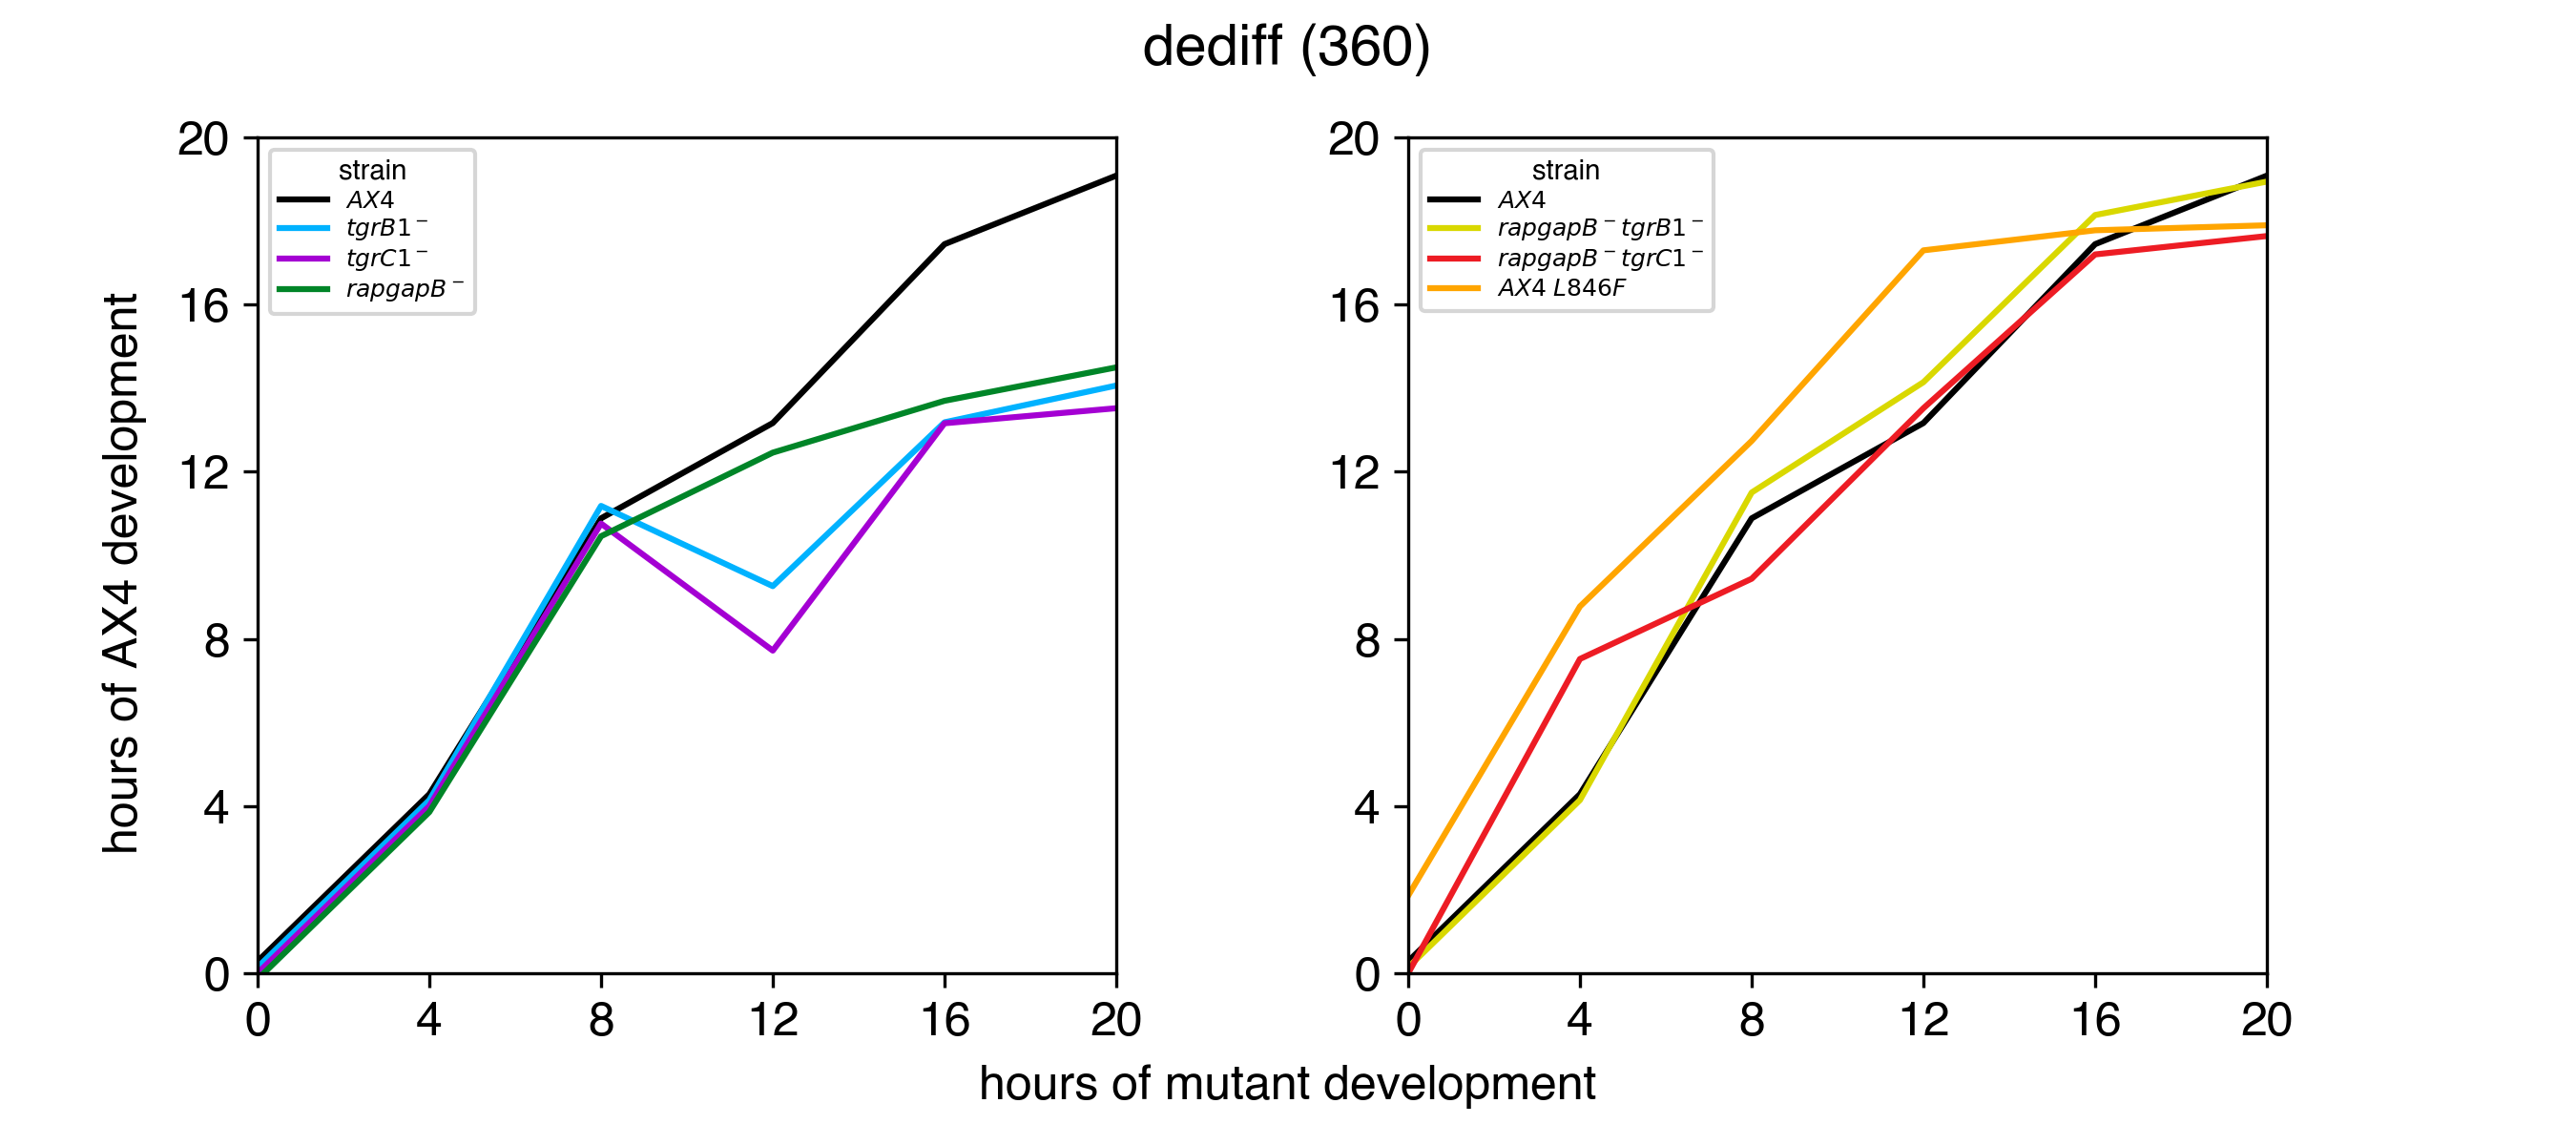 dediff (360)
hours of AX4 development
20
16
12
8
4
0
strain
AX4
tgrB1⁻
tgrC1⁻
rapgapB⁻
0 4 8 12 16 20
20
16
12
8
4
0
strain
AX4
rapgapB⁻tgrB1⁻
rapgapB⁻tgrC1⁻
AX4 L846F
0 4 8 12 16 20
hours of mutant development